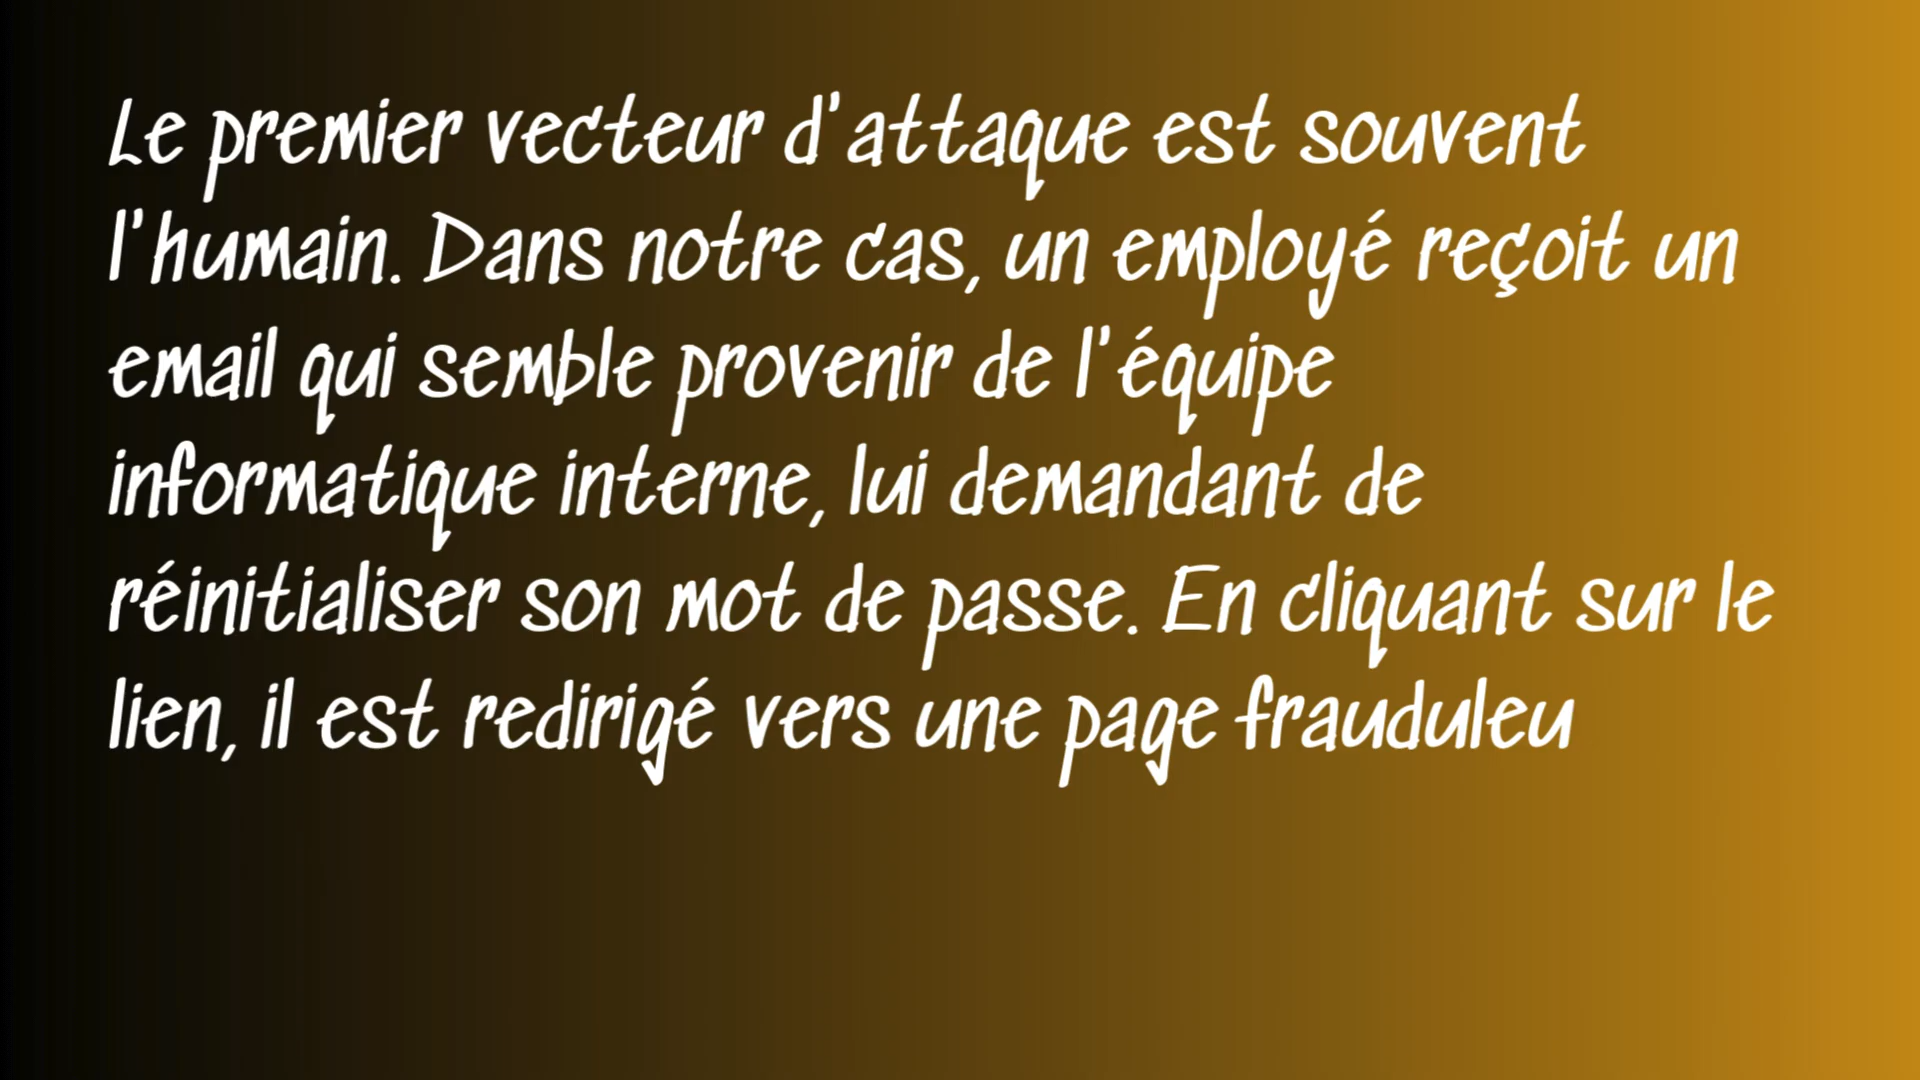 Le premier vecteur d'attaque est souvent
l'humain. Dans notre cas, un employé reçoit un
email qui semble provenir de l'équipe
informatique interne, lui demandant de
réinitialiser son mot de passe. En cliquant sur le
lien, il est redirigé vers une page frauduleu